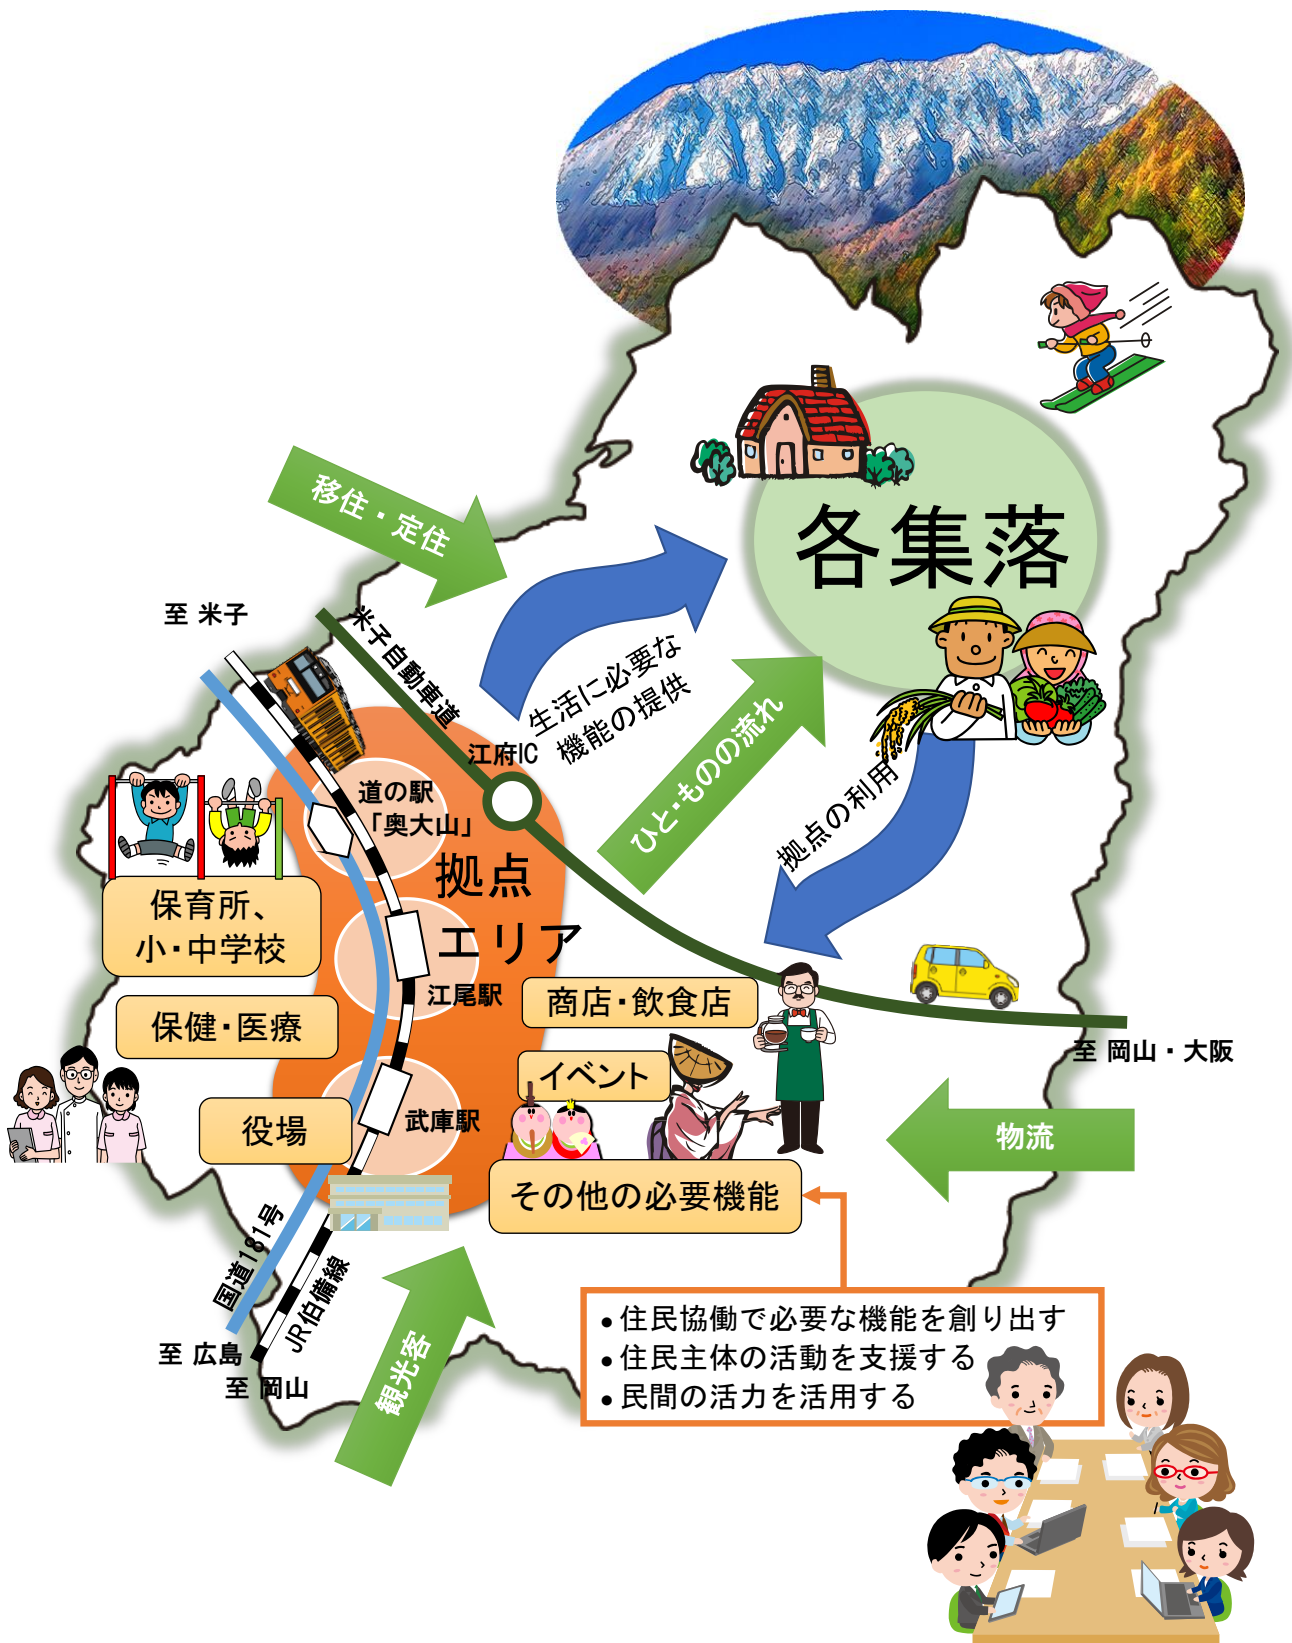 各集落
移住・定住
至 米子
米子自動車道
生活に必要な
機能の提供
江府IC
ひと・ものの流れ
拠点の利用
道の駅
「奥大山」
拠点
エリア
保育所、
小・中学校
江尾駅
商店・飲食店
保健・医療
至 岡山・大阪
イベント
役場
武庫駅
物流
その他の必要機能
国道181号
JR伯備線
至 広島
至 岡山
観光客
• 住民協働で必要な機能を創り出す
• 住民主体の活動を支援する
• 民間の活力を活用する